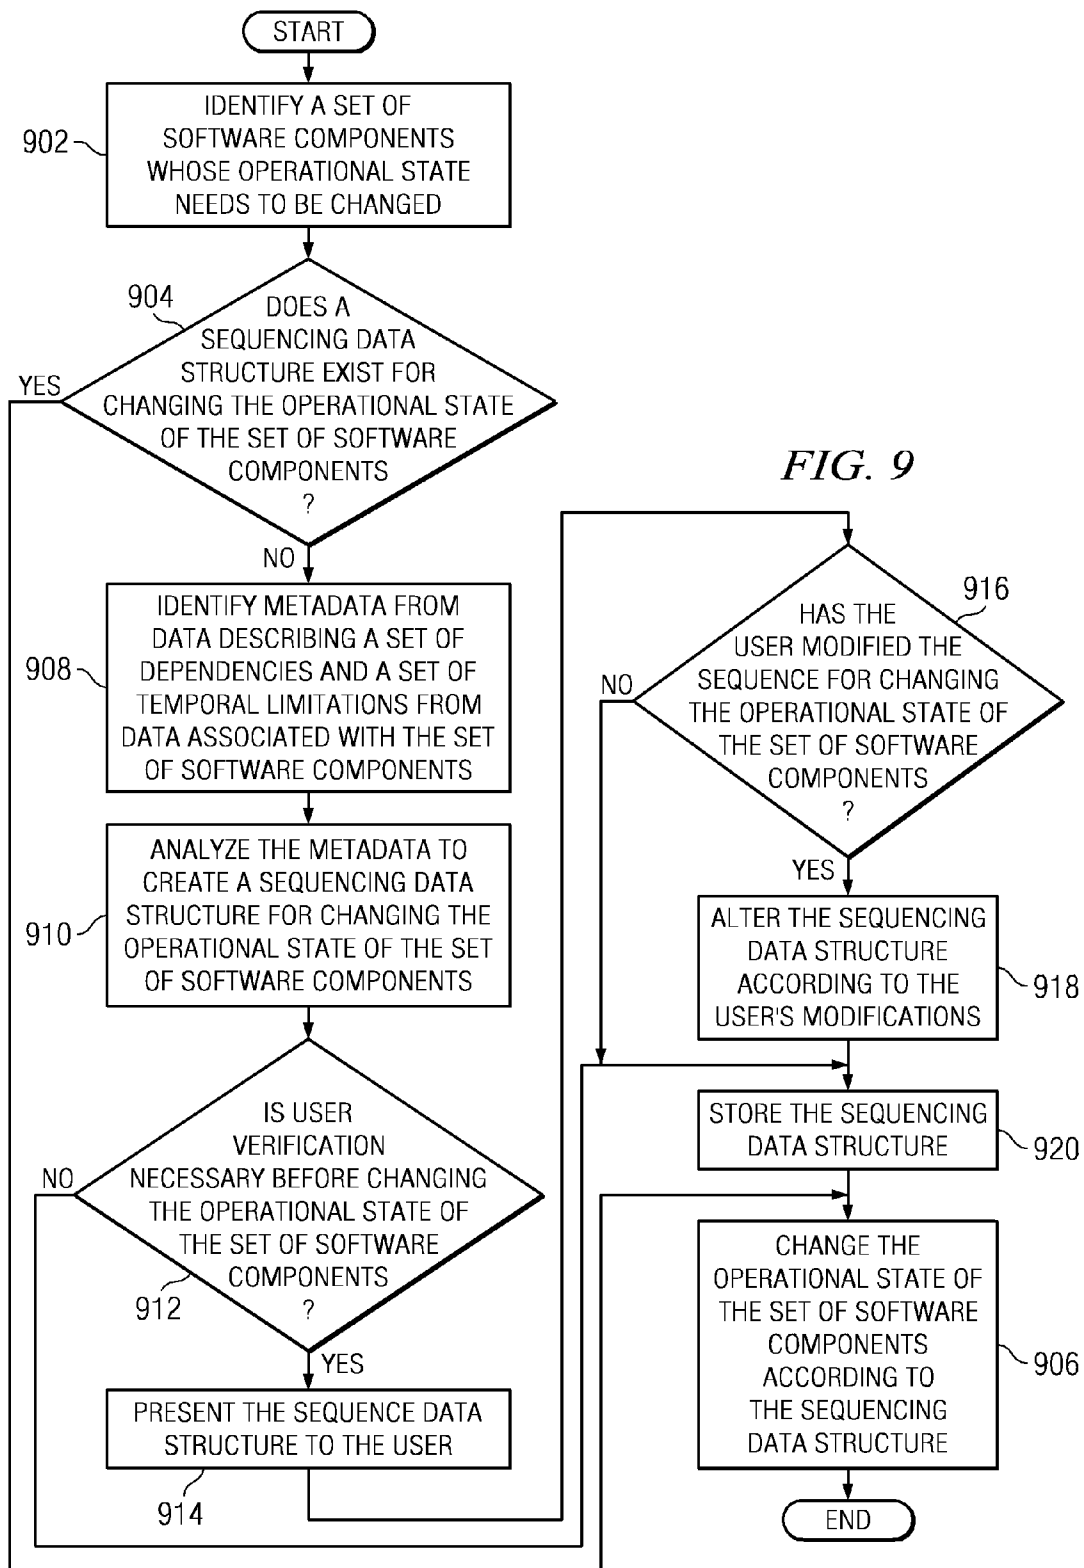 START
IDENTIFY A SET OF
SOFTWARE COMPONENTS
WHOSE OPERATIONAL STATE
NEEDS TO BE CHANGED
902
904
DOES A
SEQUENCING DATA
STRUCTURE EXIST FOR
CHANGING THE OPERATIONAL STATE
OF THE SET OF SOFTWARE
COMPONENTS
?
YES
NO
IDENTIFY METADATA FROM
DATA DESCRIBING A SET OF
DEPENDENCIES AND A SET OF
TEMPORAL LIMITATIONS FROM
DATA ASSOCIATED WITH THE SET
OF SOFTWARE COMPONENTS
908
ANALYZE THE METADATA TO
CREATE A SEQUENCING DATA
STRUCTURE FOR CHANGING THE
OPERATIONAL STATE OF THE SET
OF SOFTWARE COMPONENTS
910
IS USER
VERIFICATION
NECESSARY BEFORE CHANGING
THE OPERATIONAL STATE OF
THE SET OF SOFTWARE
COMPONENTS
?
NO
912
YES
PRESENT THE SEQUENCE DATA
STRUCTURE TO THE USER
914
FIG. 9
916
HAS THE
USER MODIFIED THE
SEQUENCE FOR CHANGING
THE OPERATIONAL STATE OF
THE SET OF SOFTWARE
COMPONENTS
?
NO
YES
ALTER THE SEQUENCING
DATA STRUCTURE
ACCORDING TO THE
USER'S MODIFICATIONS
918
STORE THE SEQUENCING
DATA STRUCTURE
920
CHANGE THE
OPERATIONAL STATE OF
THE SET OF SOFTWARE
COMPONENTS
ACCORDING TO
THE SEQUENCING
DATA STRUCTURE
906
END